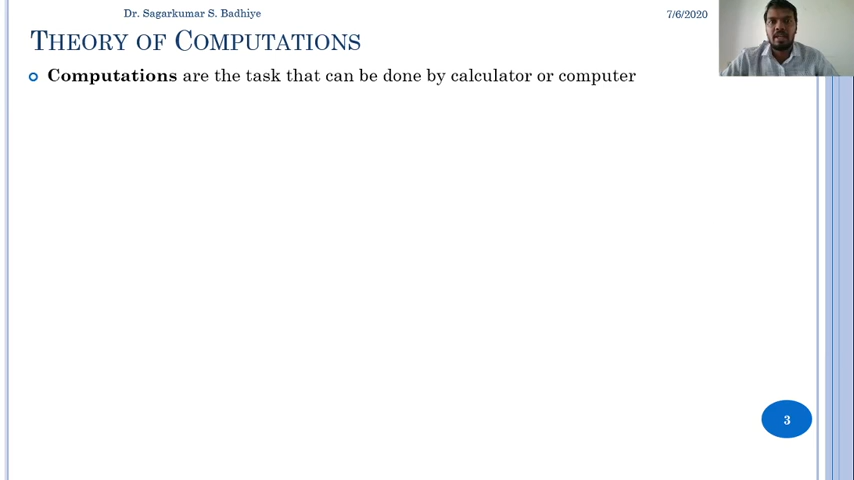 Dr. Sagarkumar S. Badhiye
7/6/2020
THEORY OF COMPUTATIONS
Computations are the task that can be done by calculator or computer
3